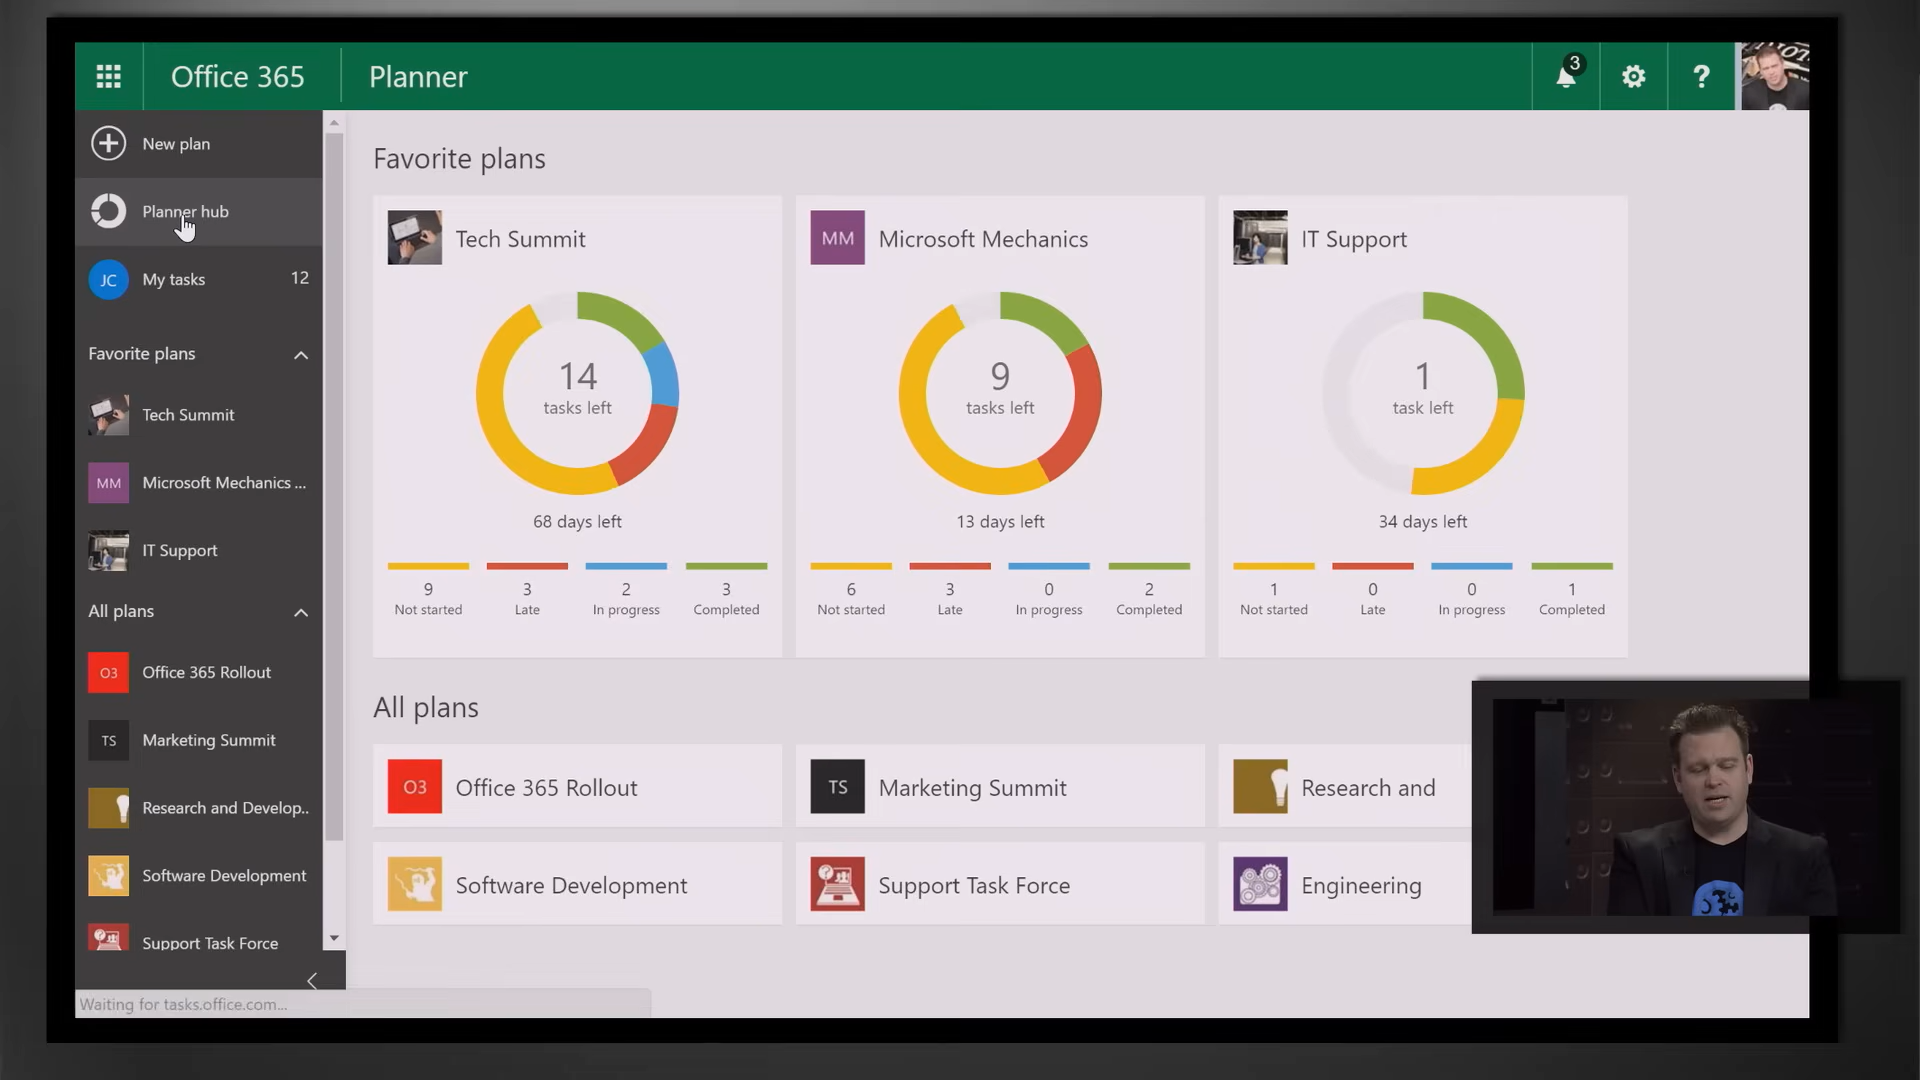 Office 365
Planner
3
New plan
Planner hub
JC
My tasks
12
Favorite plans
Tech Summit
MM
Microsoft Mechanics ...
IT Support
All plans
O3
Office 365 Rollout
TS
Marketing Summit
Research and Develop..
Software Development
Support Task Force
Waiting for tasks.office.com...
Favorite plans
Tech Summit
14
tasks left
68 days left
9
3
2
3
Not started
Late
In progress
Completed
MM
Microsoft Mechanics
9
tasks left
13 days left
6
3
0
2
Not started
Late
In progress
Completed
IT Support
1
task left
34 days left
1
0
0
1
Not started
Late
In progress
Completed
All plans
O3
Office 365 Rollout
TS
Marketing Summit
Research and
Software Development
Support Task Force
Engineering